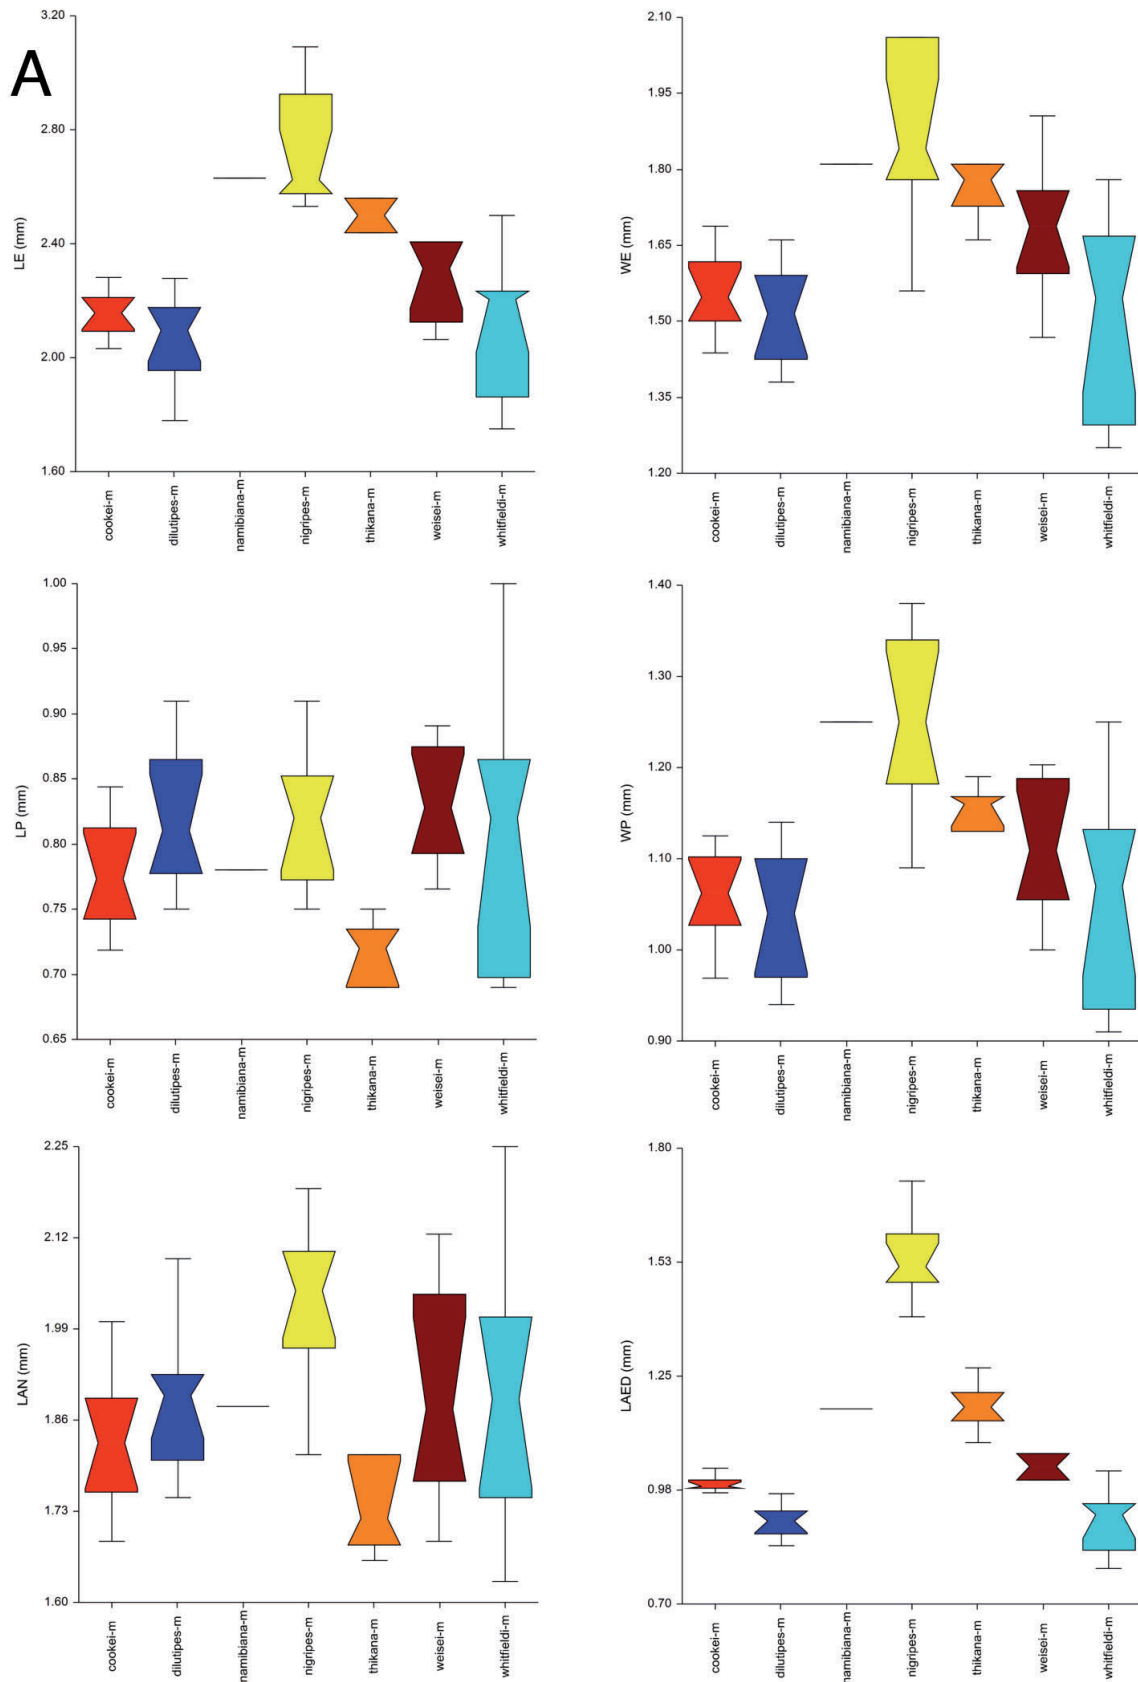 A
3.20
2.80
2.40
2.00
1.60
LE (mm)
cookei-m
dilutipes-m
namibiana-m
nigripes-m
thikana-m
weisei-m
whitfieldi-m
2.10
1.95
1.80
1.65
1.50
1.35
1.20
WE (mm)
cookei-m
dilutipes-m
namibiana-m
nigripes-m
thikana-m
weisei-m
whitfieldi-m
1.00
0.95
0.90
0.85
0.80
0.75
0.70
0.65
LP (mm)
cookei-m
dilutipes-m
namibiana-m
nigripes-m
thikana-m
weisei-m
whitfieldi-m
1.40
1.30
1.20
1.10
1.00
0.90
WP (mm)
cookei-m
dilutipes-m
namibiana-m
nigripes-m
thikana-m
weisei-m
whitfieldi-m
2.25
2.12
1.99
1.86
1.73
1.60
LAN (mm)
cookei-m
dilutipes-m
namibiana-m
nigripes-m
thikana-m
weisei-m
whitfieldi-m
1.80
1.53
1.25
0.98
0.70
LAED (mm)
cookei-m
dilutipes-m
namibiana-m
nigripes-m
thikana-m
weisei-m
whitfieldi-m